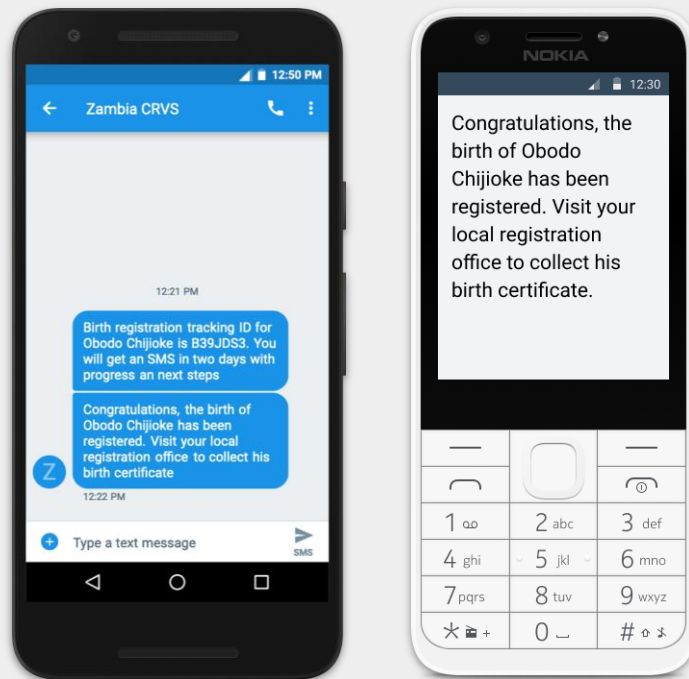 12:50 PM
Zambia CRVS
12:21 PM
Birth registration tracking ID for
Obodo Chijioke is B39JDS3. You
will get an SMS in two days with
progress an next steps
Congratulations, the birth of
Obodo Chijioke has been
registered. Visit your local
registration office to collect his
birth certificate
Z
12:22 PM
Type a text message
SMS
NOKIA
12:30
Congratulations, the
birth of Obodo
Chijioke has been
registered. Visit your
local registration
office to collect his
birth certificate.
1 2 abc 3 def
4 ghi 5 jkl 6 mno
7 pqrs 8 tuv 9 wxyz
* + 0 #